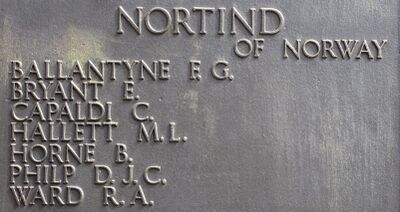 NORTIND
OF NORWAY
BALLANTYNE F. G.
BRYANT E.
CAPALDI C.
HALLETT M. L.
HORNE B.
PHILP D. J. C.
WARD R. A.